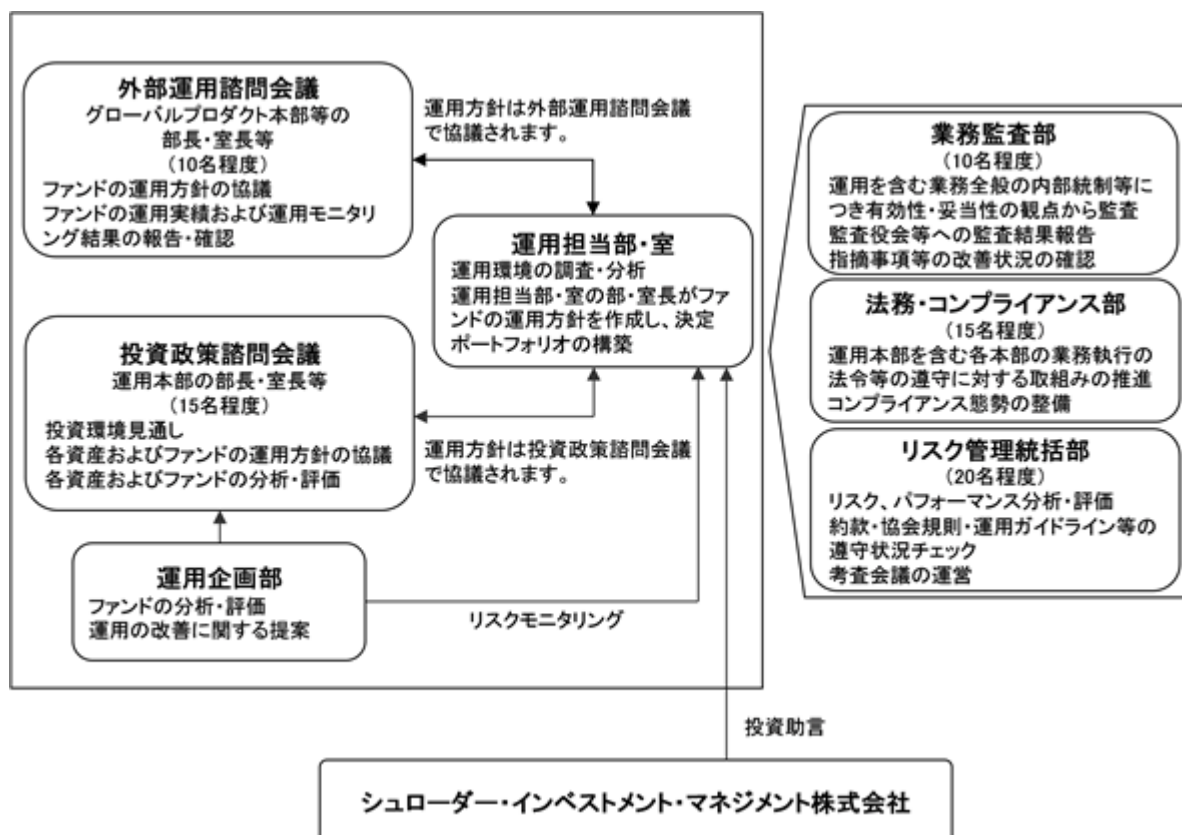 外部運用諮問会議
グローバルプロダクト本部等の
部長・室長等
（10名程度）
ファンドの運用方針の協議
ファンドの運用実績および運用モニタリ
ング結果の報告・確認
運用方針は外部運用諮問会議
で協議されます。
運用担当部・室
運用環境の調査・分析
運用担当部・室の部・室長がファ
ンドの運用方針を作成し、決定
ポートフォリオの構築
投資政策諮問会議
運用本部の部長・室長等
（15名程度）
投資環境見通し
各資産およびファンドの運用方針の協議
各資産およびファンドの分析・評価
運用方針は投資政策諮問会議
で協議されます。
運用企画部
ファンドの分析・評価
運用の改善に関する提案
リスクモニタリング
業務監査部
（10名程度）
運用を含む業務全般の内部統制等に
つき有効性・妥当性の観点から監査
監査役会等への監査結果報告
指摘事項等の改善状況の確認
法務・コンプライアンス部
（15名程度）
運用本部を含む各本部の業務執行の
法令等の遵守に対する取組みの推進
コンプライアンス態勢の整備
リスク管理統括部
（20名程度）
リスク、パフォーマンス分析・評価
約款・協会規則・運用ガイドライン等の
遵守状況チェック
考査会議の運営
投資助言
シュローダー・インベストメント・マネジメント株式会社